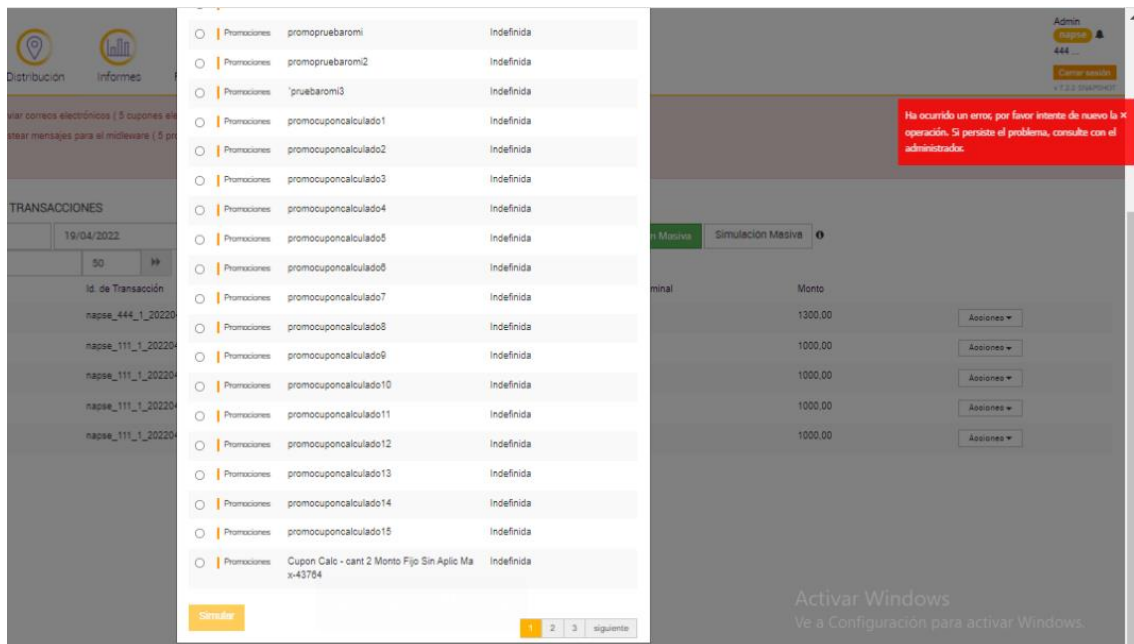 Admin
napse
444 ...
Cerrar sesión
v 7.2.2 SNAPSHOT
Distribución
Informes
viar correos electrónicos ( 5 cupones ele
stear mensajes para el midleware ( 5 pro
Ha ocurrido un error, por favor intente de nuevo la ×
operación. Si persiste el problema, consulte con el
administrador.
TRANSACCIONES
19/04/2022
n Masiva
Simulación Masiva
50
Id. de Transacción
minal
Monto
napse_444_1_20220
1300,00
Acciones
napse_111_1_20220
1000,00
Acciones
napse_111_1_20220
1000,00
Acciones
napse_111_1_20220
1000,00
Acciones
napse_111_1_20220
1000,00
Acciones
Promociones promopruebaromi Indefinida
Promociones promopruebaromi2 Indefinida
Promociones ´pruebaromi3 Indefinida
Promociones promocuponcalculado1 Indefinida
Promociones promocuponcalculado2 Indefinida
Promociones promocuponcalculado3 Indefinida
Promociones promocuponcalculado4 Indefinida
Promociones promocuponcalculado5 Indefinida
Promociones promocuponcalculado6 Indefinida
Promociones promocuponcalculado7 Indefinida
Promociones promocuponcalculado8 Indefinida
Promociones promocuponcalculado9 Indefinida
Promociones promocuponcalculado10 Indefinida
Promociones promocuponcalculado11 Indefinida
Promociones promocuponcalculado12 Indefinida
Promociones promocuponcalculado13 Indefinida
Promociones promocuponcalculado14 Indefinida
Promociones promocuponcalculado15 Indefinida
Promociones Cupon Calc - cant 2 Monto Fijo Sin Aplic Ma Indefinida
x-43764
Simular
1 2 3 siguiente
Activar Windows
Ve a Configuración para activar Windows.